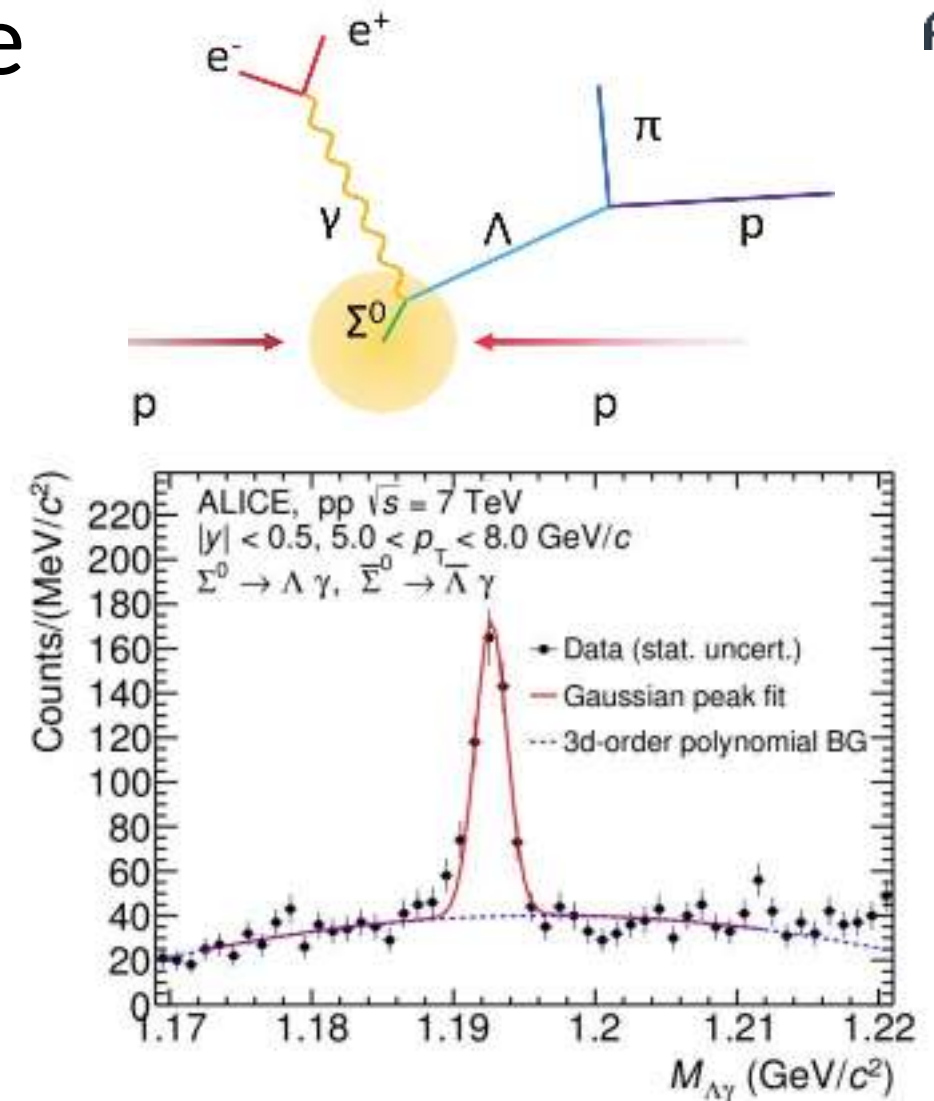 e
e⁻ e⁺
π
γ
Λ
p
Σ⁰
p p
Counts/(MeV/c²)
220
200
180
160
140
120
100
80
60
40
20
0
ALICE, pp √s = 7 TeV
|y| < 0.5, 5.0 < p_T < 8.0 GeV/c
Σ⁰ → Λ γ, Σ̅⁰ → Λ̅ γ
Data (stat. uncert.)
Gaussian peak fit
3d-order polynomial BG
1.17 1.18 1.19 1.2 1.21 1.22
M_Λγ (GeV/c²)